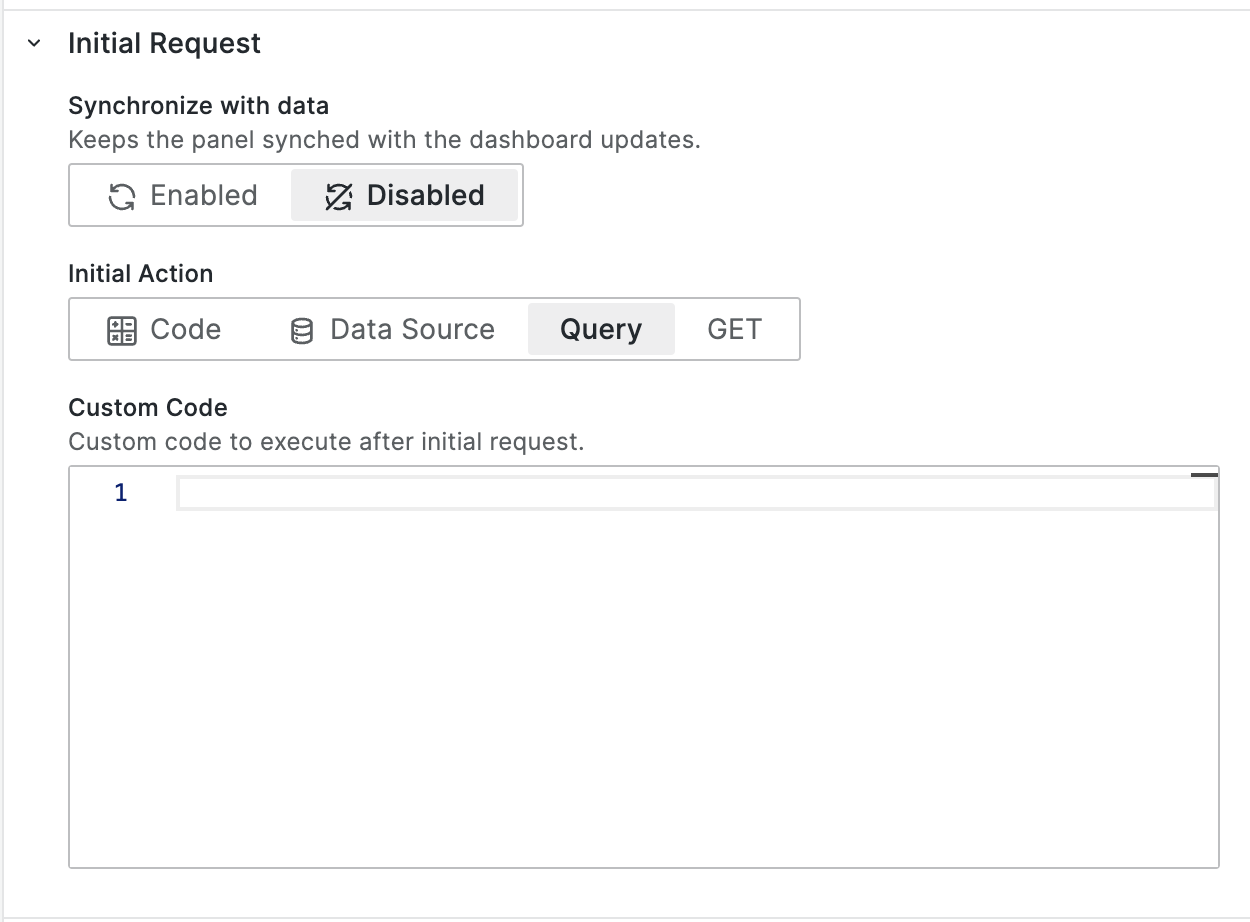 Initial Request
Synchronize with data
Keeps the panel synched with the dashboard updates.
Enabled Disabled
Initial Action
Code Data Source Query GET
Custom Code
Custom code to execute after initial request.
1